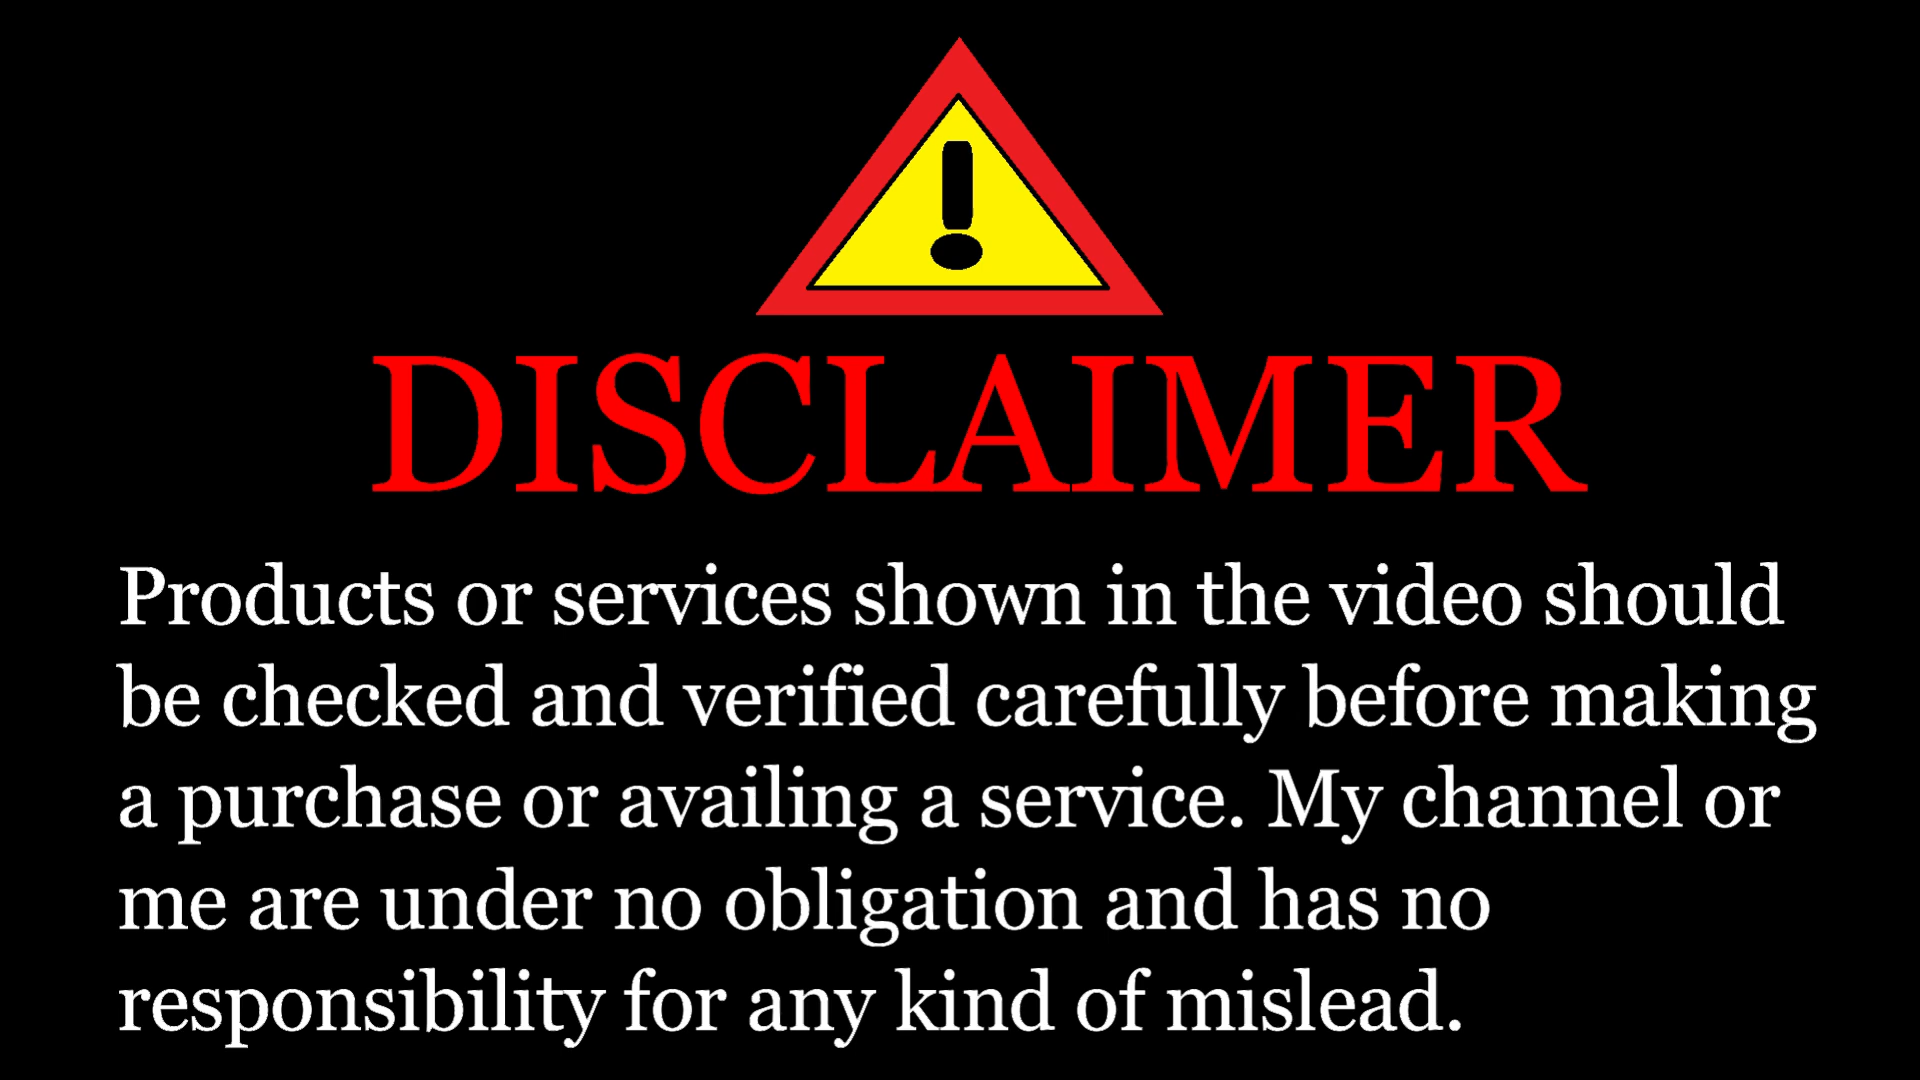 !
DISCLAIMER
Products or services shown in the video should
be checked and verified carefully before making
a purchase or availing a service. My channel or
me are under no obligation and has no
responsibility for any kind of mislead.